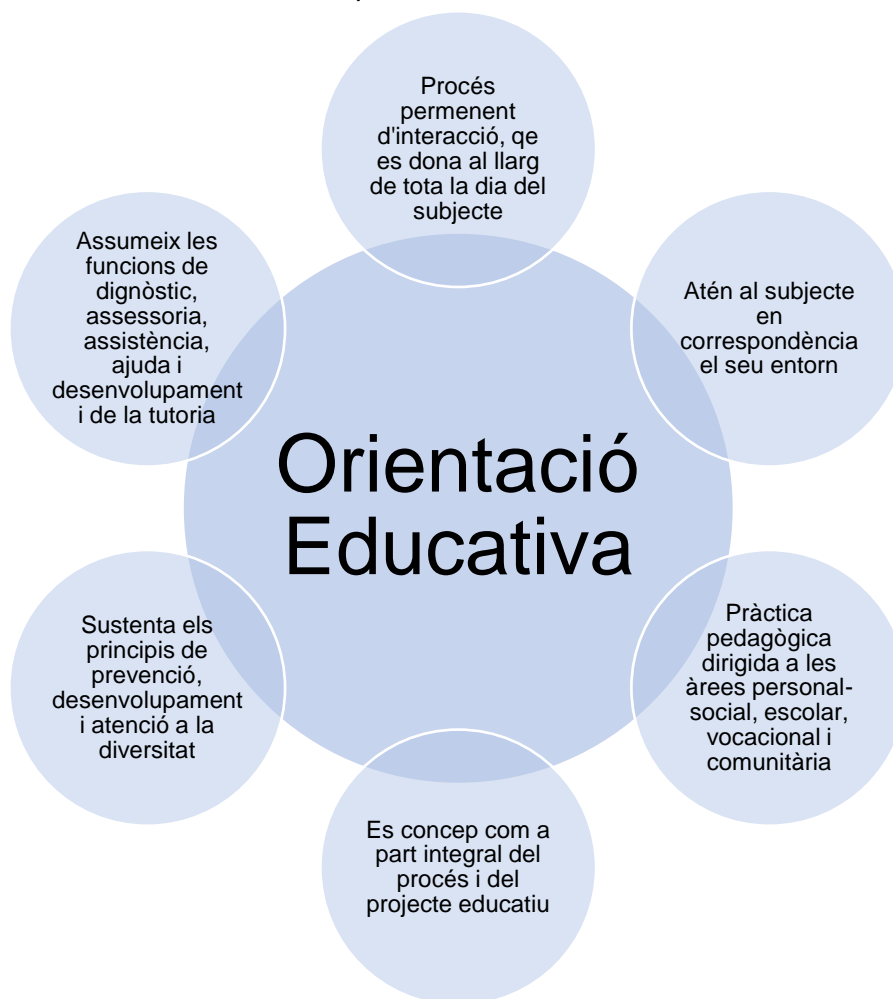 Procés
permenent
d'interacció, qe
es dona al llarg
de tota la dia del
subjecte
Atén al subjecte
en
correspondència
el seu entorn
Pràctica
pedagògica
dirigida a les
àrees personal-
social, escolar,
vocacional i
comunitària
Es concep com a
part integral del
procés i del
projecte educatiu
Sustenta els
principis de
prevenció,
desenvolupament
i atenció a la
diversitat
Assumeix les
funcions de
dignòstic,
assessoria,
assistència,
ajuda i
desenvolupament
i de la tutoria
Orientació
Educativa